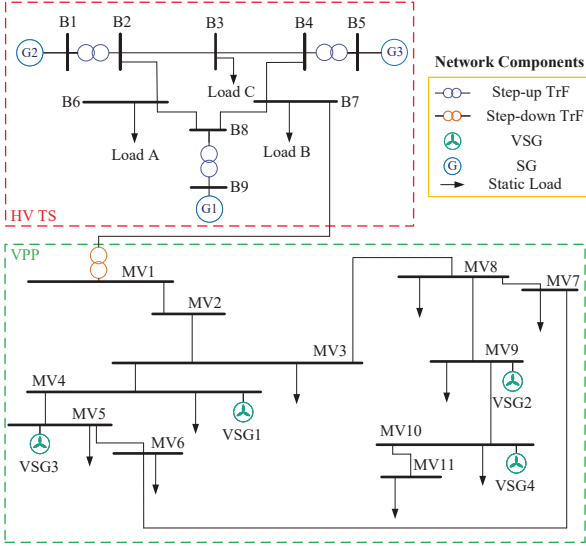 B1 B2 B3 B4 B5
G2 G3
Network Components
Step-up TrF
Step-down TrF
VSG
G SG
Static Load
Load C
B6 B7
B8
Load A Load B
B9
G1
HV TS
VPP
MV1 MV8 MV7
MV2
MV3 MV9
MV4 VSG2
MV5 VSG1
MV6 MV10
VSG3 MV11
VSG4